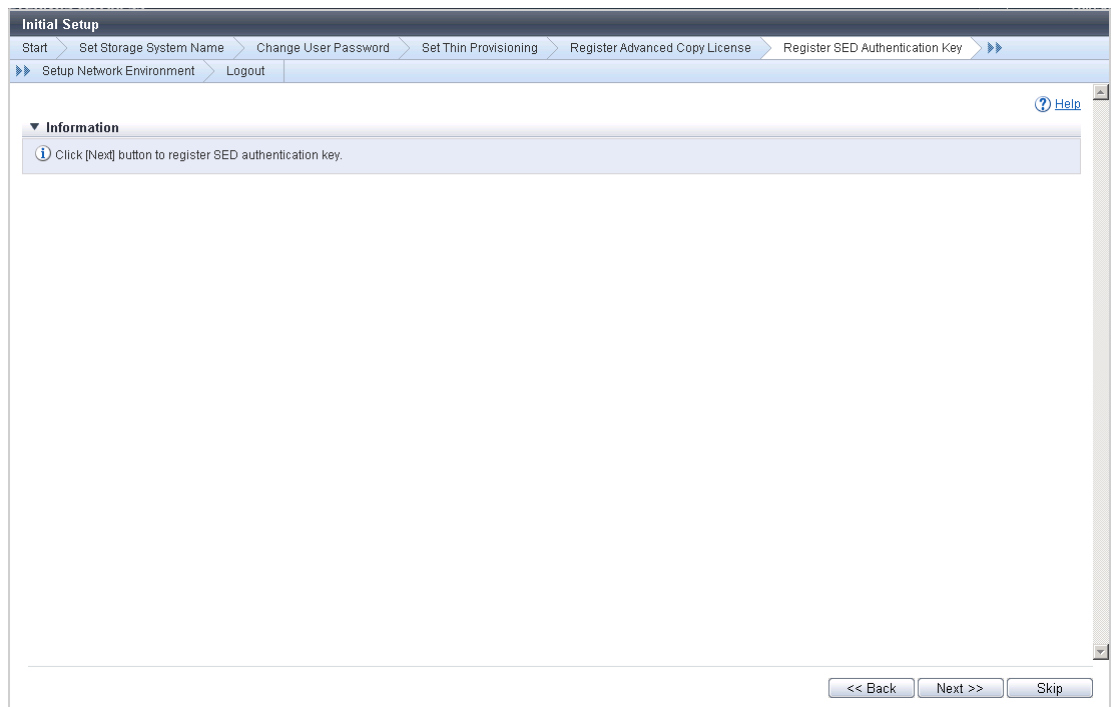 Initial Setup
Start Set Storage System Name Change User Password Set Thin Provisioning Register Advanced Copy License Register SED Authentication Key
Setup Network Environment Logout
? Help
Information
i Click [Next] button to register SED authentication key.
<< Back Next >> Skip